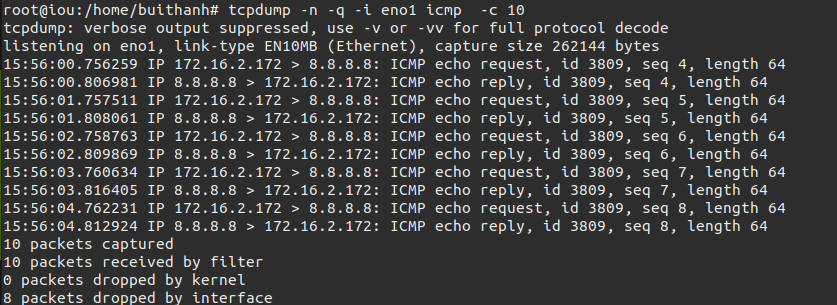 root@iou:/home/buithanh# tcpdump -n -q -i eno1 icmp  -c 10
tcpdump: verbose output suppressed, use -v or -vv for full protocol decode
listening on eno1, link-type EN10MB (Ethernet), capture size 262144 bytes
15:56:00.756259 IP 172.16.2.172 > 8.8.8.8: ICMP echo request, id 3809, seq 4, length 64
15:56:00.806981 IP 8.8.8.8 > 172.16.2.172: ICMP echo reply, id 3809, seq 4, length 64
15:56:01.757511 IP 172.16.2.172 > 8.8.8.8: ICMP echo request, id 3809, seq 5, length 64
15:56:01.808061 IP 8.8.8.8 > 172.16.2.172: ICMP echo reply, id 3809, seq 5, length 64
15:56:02.758763 IP 172.16.2.172 > 8.8.8.8: ICMP echo request, id 3809, seq 6, length 64
15:56:02.809869 IP 8.8.8.8 > 172.16.2.172: ICMP echo reply, id 3809, seq 6, length 64
15:56:03.760634 IP 172.16.2.172 > 8.8.8.8: ICMP echo request, id 3809, seq 7, length 64
15:56:03.816405 IP 8.8.8.8 > 172.16.2.172: ICMP echo reply, id 3809, seq 7, length 64
15:56:04.762231 IP 172.16.2.172 > 8.8.8.8: ICMP echo request, id 3809, seq 8, length 64
15:56:04.812924 IP 8.8.8.8 > 172.16.2.172: ICMP echo reply, id 3809, seq 8, length 64
10 packets captured
10 packets received by filter
0 packets dropped by kernel
8 packets dropped by interface